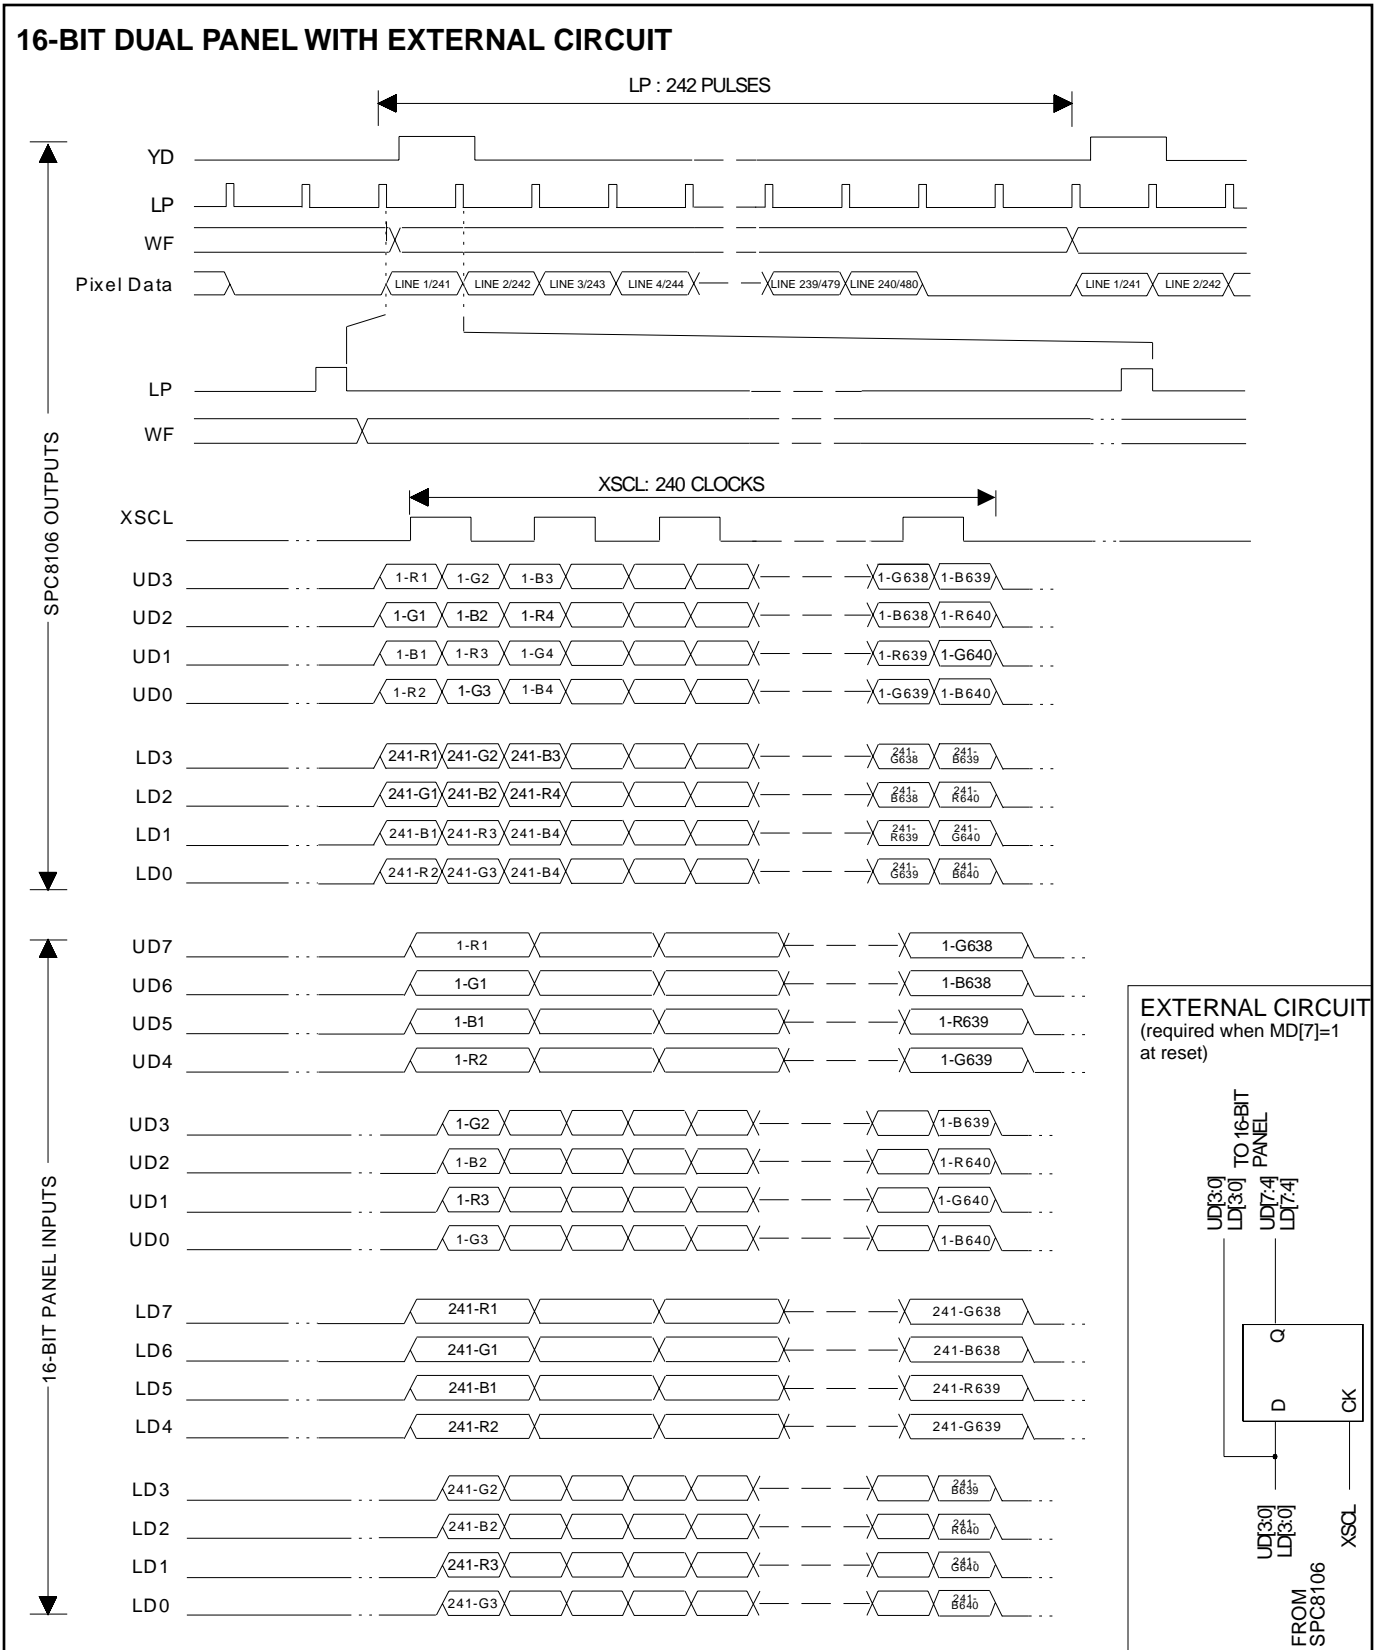 16-BIT DUAL PANEL WITH EXTERNAL CIRCUIT
LP : 242 PULSES
YD
LP
WF
Pixel Data LINE 1/241 LINE 2/242 LINE 3/243 LINE 4/244 LINE 239/479 LINE 240/480 LINE 1/241 LINE 2/242
LP
WF
XSCL: 240 CLOCKS
XSCL
UD3 1-R1 1-G2 1-B3 1-G638 1-B639
UD2 1-G1 1-B2 1-R4 1-B638 1-R640
UD1 1-B1 1-R3 1-G4 1-R639 1-G640
UD0 1-R2 1-G3 1-B4 1-G639 1-B640
LD3 241-R1 241-G2 241-B3 241-G638 241-B639
LD2 241-G1 241-B2 241-R4 241-B638 241-R640
LD1 241-B1 241-R3 241-B4 241-R639 241-G640
LD0 241-R2 241-G3 241-B4 241-G639 241-B640
SPC8106 OUTPUTS
UD7 1-R1 1-G638
UD6 1-G1 1-B638
UD5 1-B1 1-R639
UD4 1-R2 1-G639
UD3 1-G2 1-B639
UD2 1-B2 1-R640
UD1 1-R3 1-G640
UD0 1-G3 1-B640
LD7 241-R1 241-G638
LD6 241-G1 241-B638
LD5 241-B1 241-R639
LD4 241-R2 241-G639
LD3 241-G2 241-B639
LD2 241-B2 241-R640
LD1 241-R3 241-G640
LD0 241-G3 241-B640
16-BIT PANEL INPUTS
EXTERNAL CIRCUIT
(required when MD[7]=1
at reset)
TO 16-BIT
PANEL
UD[3:0]
LD[3:0]
UD[7:4]
LD[7:4]
Q
D
CK
UD[3:0]
LD[3:0]
XSCL
FROM
SPC8106